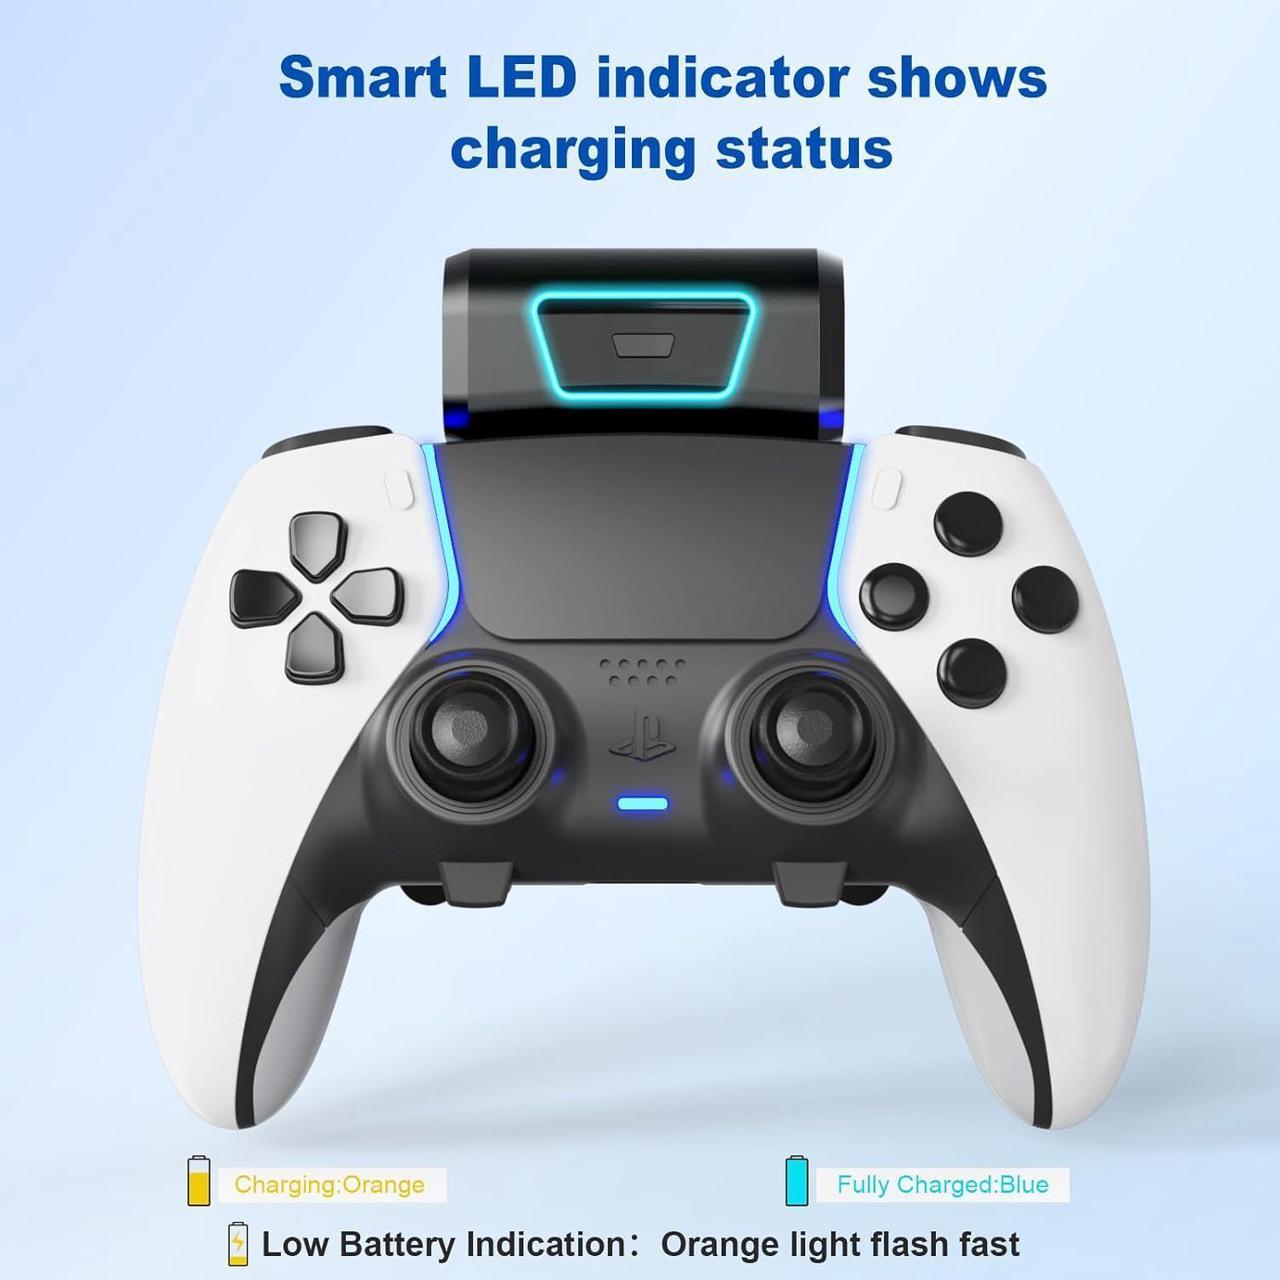 Smart LED indicator shows
charging status
Charging:Orange
Fully Charged:Blue
Low Battery Indication： Orange light flash fast